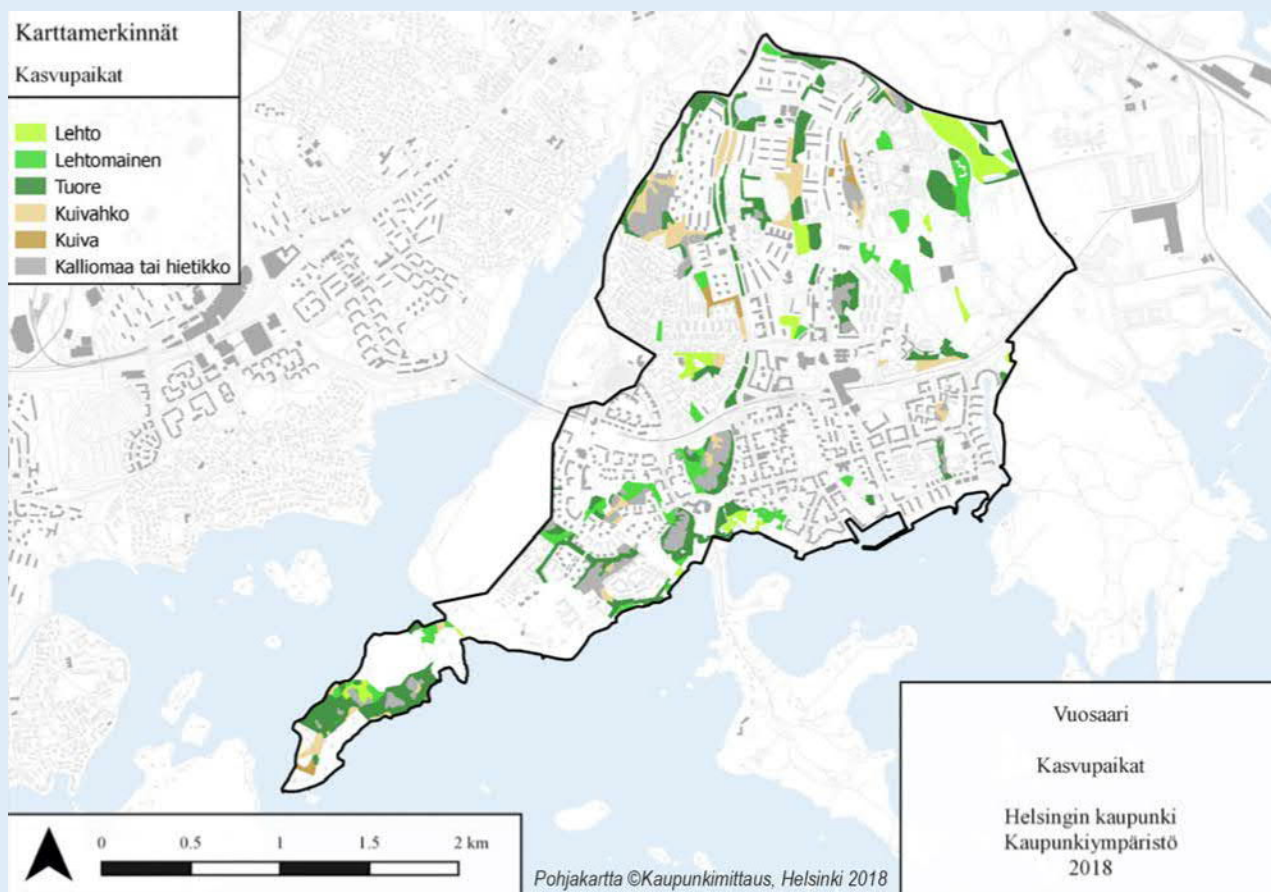 Karttamerkinnät
Kasvupaikat
Lehto
Lehtomainen
Tuore
Kuivahko
Kuiva
Kalliomaa tai hietikko
Vuosaari
Kasvupaikat
Helsingin kaupunki
Kaupunkiympäristö
2018
0 0.5 1 1.5 2 km
Pohjakartta ©Kaupunkimittaus, Helsinki 2018